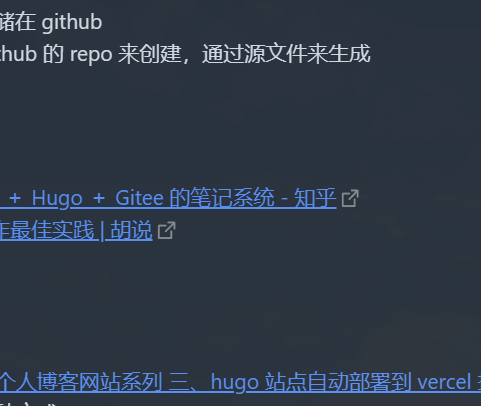 储在 github
thub 的 repo 来创建，通过源文件来生成
+ Hugo + Gitee 的笔记系统 - 知乎
作最佳实践 | 胡说
个人博客网站系列 三、hugo 站点自动部署到 vercel